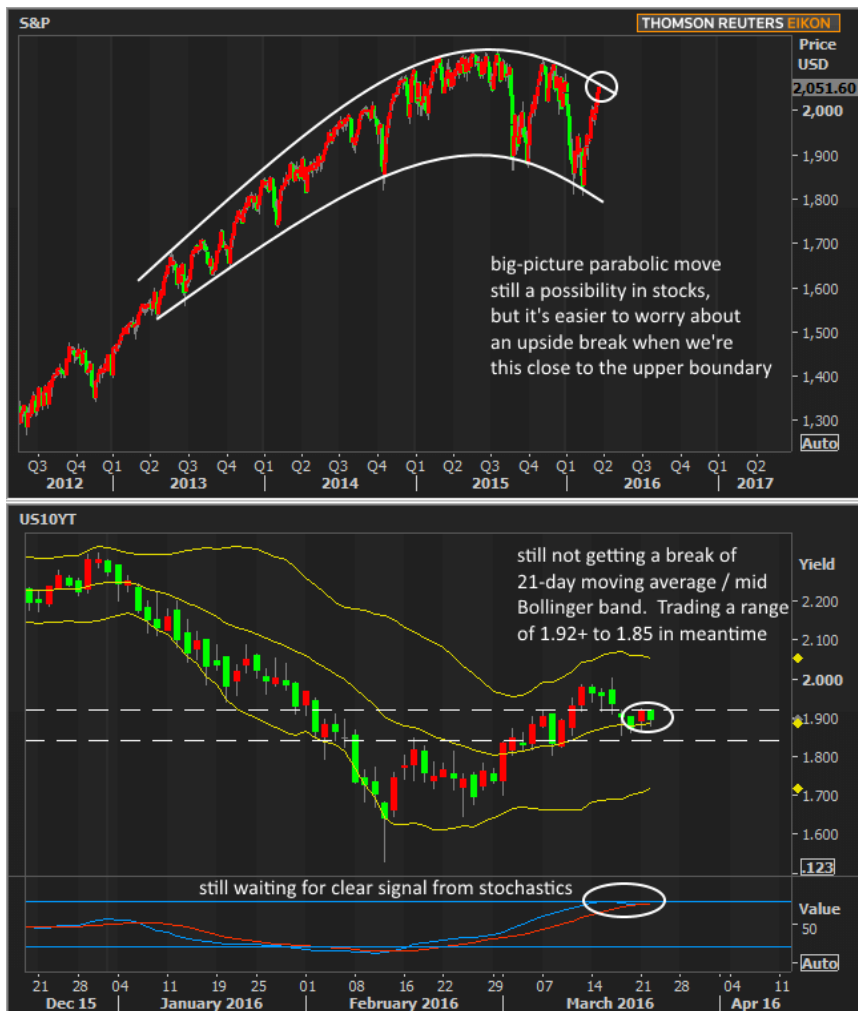 S&P
THOMSON REUTERS EIKON
Price
USD
2,051.60
2,000
1,900
1,800
1,700
1,600
1,500
1,400
1,300
Auto
big-picture parabolic move
still a possibility in stocks,
but it's easier to worry about
an upside break when we're
this close to the upper boundary
Q3 Q4 Q1 Q2 Q3 Q4 Q1 Q2 Q3 Q4 Q1 Q2 Q3 Q4 Q1 Q2 Q3 Q4 Q1 Q2
2012 2013 2014 2015 2016 2017
US10YT
still not getting a break of
21-day moving average / mid
Bollinger band. Trading a range
of 1.92+ to 1.85 in meantime
Yield
2.200
2.100
2.000
1.900
1.800
1.700
1.600
.123
still waiting for clear signal from stochastics
Value
50
Auto
21 28 04 11 19 25 01 08 16 22 29 07 14 21 28 04 11
Dec 15 January 2016 February 2016 March 2016 Apr 16